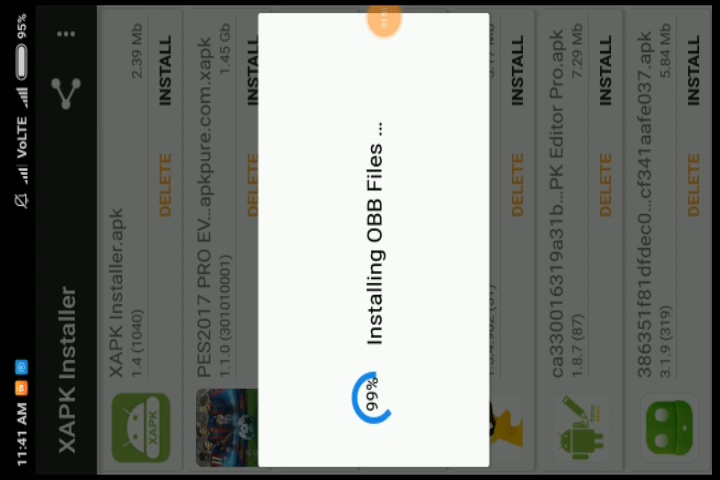 11:41 AM
VoLTE
95%
XAPK Installer
XAPK Installer.apk
2.39 Mb
1.4 (1040)
DELETE
INSTALL
XAPK
PES2017 PRO EV...apkpure.com.xapk
1.45 Gb
1.1.0 (301010001)
DELETE
INSTALL
99%
Installing OBB Files ...
01:51
DELETE
INSTALL
ca330016319a31b...PK Editor Pro.apk
7.29 Mb
1.8.7 (87)
DELETE
INSTALL
386351f81dfdec0...cf341aafe037.apk
5.84 Mb
3.1.9 (319)
DELETE
INSTALL